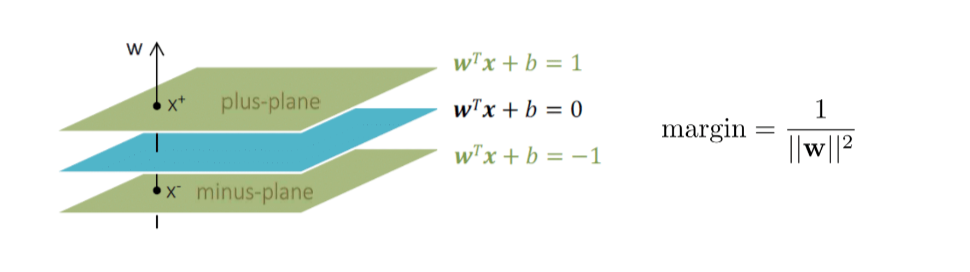 w
wᵀx + b = 1
x⁺ plus-plane
wᵀx + b = 0
margin = 1 / ||w||²
wᵀx + b = −1
x⁻ minus-plane